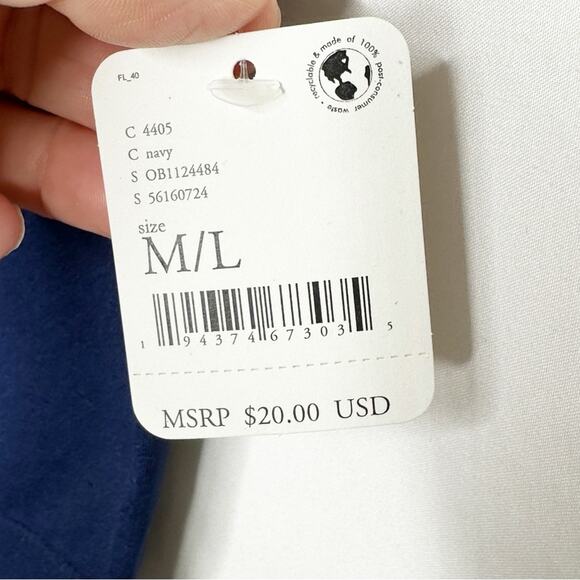 FL_40
recyclable & made of 100% post-consumer waste •
C 4405
C navy
S OB1124484
S 56160724
size
M/L
1 94374 67303 5
MSRP $20.00 USD